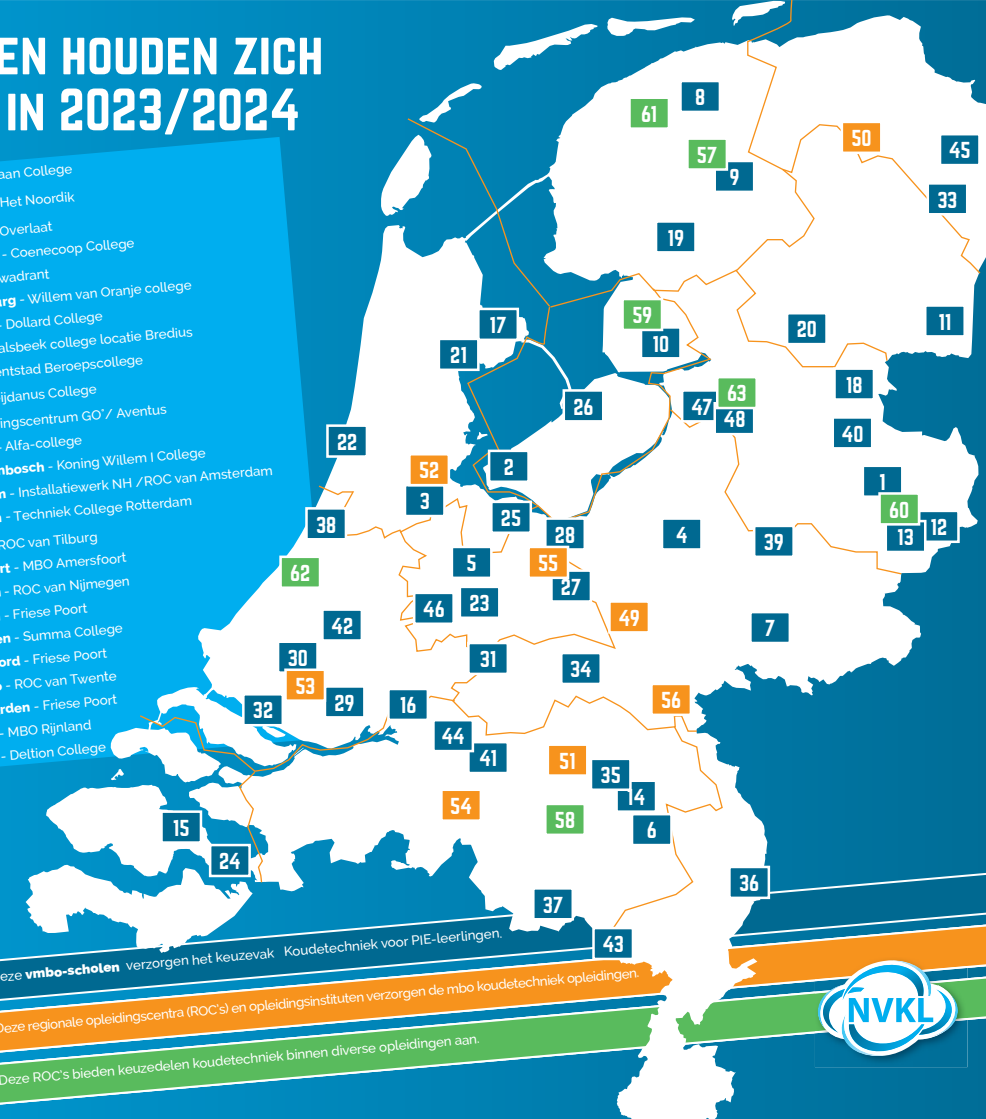 EN HOUDEN ZICH
IN 2023/2024
aan College
Het Noordik
Overlaat
- Coenecoop College
wadrant
urg - Willem van Oranje college
- Dollard College
alsbeek college locatie Bredius
entstad Beroepscollege
eijdanus College
ingscentrum GO°/ Aventus
- Alfa-college
nbosch - Koning Willem I College
n - Installatiewerk NH /ROC van Amsterdam
- Techniek College Rotterdam
ROC van Tilburg
rt - MBO Amersfoort
- ROC van Nijmegen
- Friese Poort
en - Summa College
oord - Friese Poort
o - ROC van Twente
rden - Friese Poort
- MBO Rijnland
- Deltion College
8
61
50
45
57
9
33
19
59
17
10
20
11
21
18
63
26
47
48
40
22
52
2
1
3
60
25
38
12
28
4
39
13
5
55
62
27
46
23
49
42
7
30
31
34
53
29
16
56
32
44
41
51
35
14
54
58
15
6
24
36
37
43
eze vmbo-scholen verzorgen het keuzevak Koudetechniek voor PIE-leerlingen.
Deze regionale opleidingscentra (ROC's) en opleidingsinstituten verzorgen de mbo koudetechniek opleidingen.
Deze ROC's bieden keuzedelen koudetechniek binnen diverse opleidingen aan.
NVKL